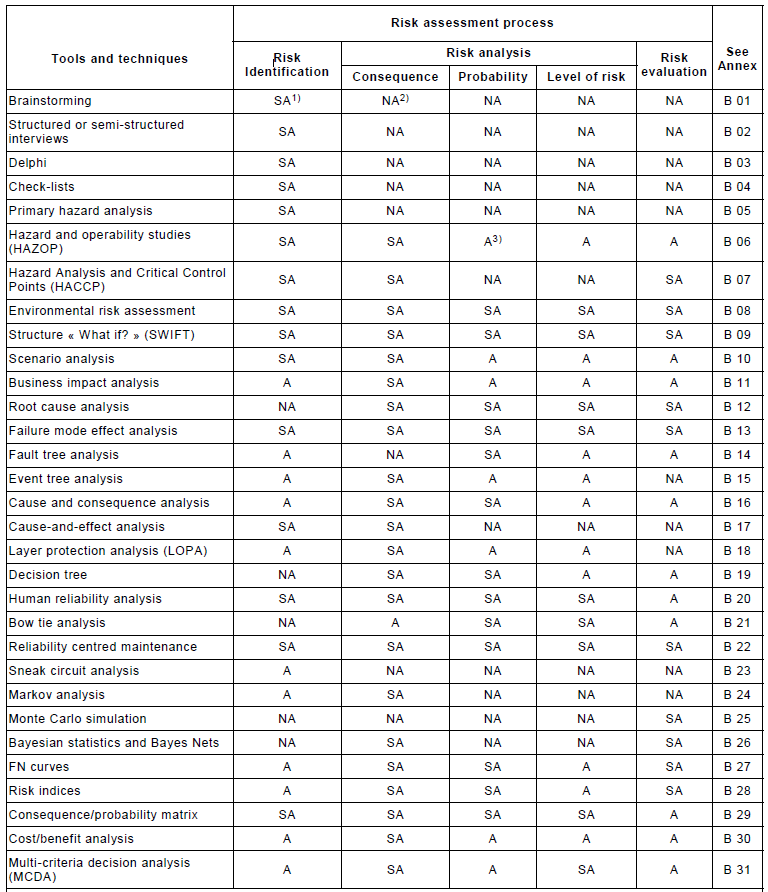 Risk assessment process
Tools and techniques
Risk
Identification
Risk analysis
Risk
evaluation
See
Annex
Consequence
Probability
Level of risk
Brainstorming SA1) NA2) NA NA NA B 01
Structured or semi-structured
interviews SA NA NA NA NA B 02
Delphi SA NA NA NA NA B 03
Check-lists SA NA NA NA NA B 04
Primary hazard analysis SA NA NA NA NA B 05
Hazard and operability studies
(HAZOP) SA SA A3) A A B 06
Hazard Analysis and Critical Control
Points (HACCP) SA SA NA NA SA B 07
Environmental risk assessment SA SA SA SA SA B 08
Structure « What if? » (SWIFT) SA SA SA SA SA B 09
Scenario analysis SA SA A A A B 10
Business impact analysis A SA A A A B 11
Root cause analysis NA SA SA SA SA B 12
Failure mode effect analysis SA SA SA SA SA B 13
Fault tree analysis A NA SA A A B 14
Event tree analysis A SA A A NA B 15
Cause and consequence analysis A SA SA A A B 16
Cause-and-effect analysis SA SA NA NA NA B 17
Layer protection analysis (LOPA) A SA A A NA B 18
Decision tree NA SA SA A A B 19
Human reliability analysis SA SA SA SA A B 20
Bow tie analysis NA A SA SA A B 21
Reliability centred maintenance SA SA SA SA SA B 22
Sneak circuit analysis A NA NA NA NA B 23
Markov analysis A SA NA NA NA B 24
Monte Carlo simulation NA NA NA NA SA B 25
Bayesian statistics and Bayes Nets NA SA NA NA SA B 26
FN curves A SA SA A SA B 27
Risk indices A SA SA A SA B 28
Consequence/probability matrix SA SA SA SA A B 29
Cost/benefit analysis A SA A A A B 30
Multi-criteria decision analysis
(MCDA) A SA A SA A B 31